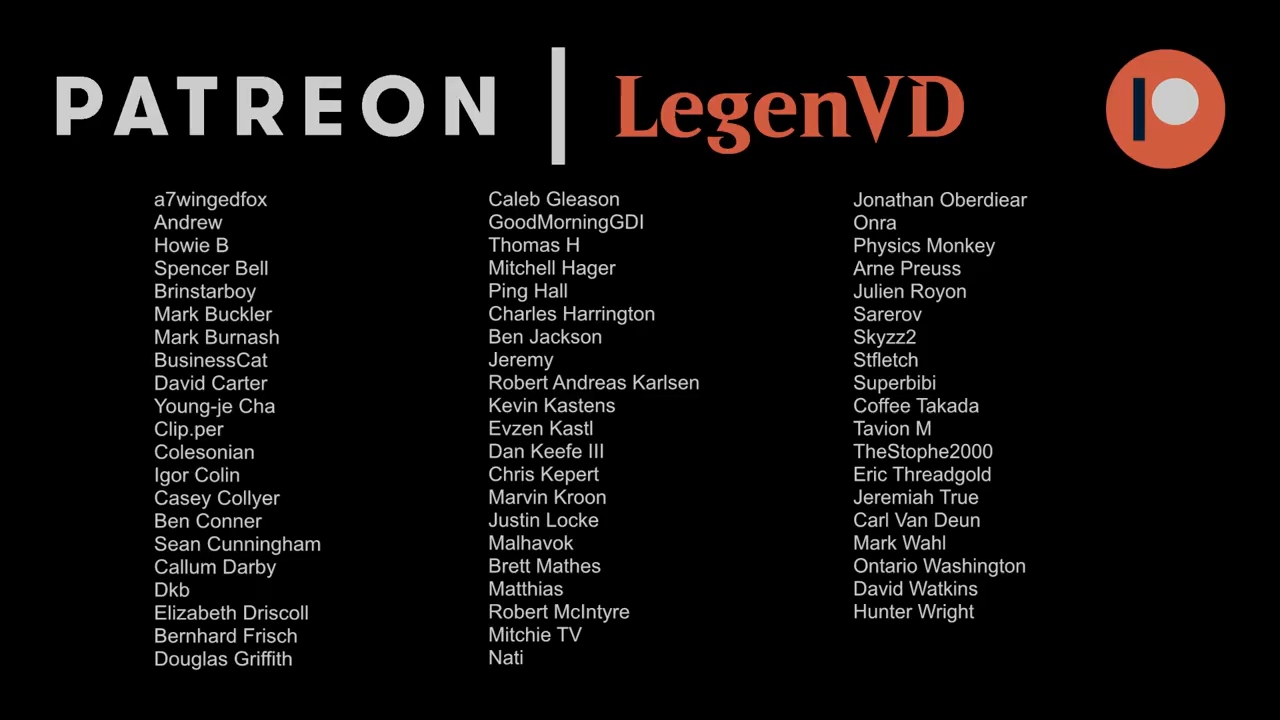 PATREON | LegenVD
a7wingedfox
Andrew
Howie B
Spencer Bell
Brinstarboy
Mark Buckler
Mark Burnash
BusinessCat
David Carter
Young-je Cha
Clip.per
Colesonian
Igor Colin
Casey Collyer
Ben Conner
Sean Cunningham
Callum Darby
Dkb
Elizabeth Driscoll
Bernhard Frisch
Douglas Griffith
Caleb Gleason
GoodMorningGDI
Thomas H
Mitchell Hager
Ping Hall
Charles Harrington
Ben Jackson
Jeremy
Robert Andreas Karlsen
Kevin Kastens
Evzen Kastl
Dan Keefe III
Chris Kepert
Marvin Kroon
Justin Locke
Malhavok
Brett Mathes
Matthias
Robert McIntyre
Mitchie TV
Nati
Jonathan Oberdiear
Onra
Physics Monkey
Arne Preuss
Julien Royon
Sarerov
Skyzz2
Stfletch
Superbibi
Coffee Takada
Tavion M
TheStophe2000
Eric Threadgold
Jeremiah True
Carl Van Deun
Mark Wahl
Ontario Washington
David Watkins
Hunter Wright